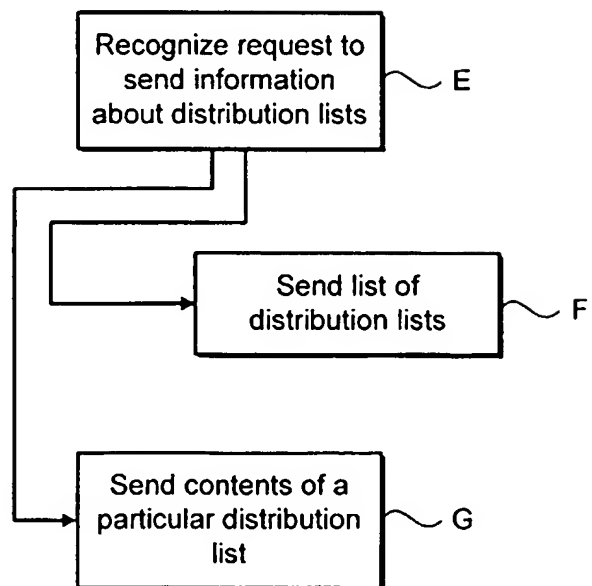 Recognize request to
send information
about distribution lists
E
Send list of
distribution lists
F
Send contents of a
particular distribution
list
G